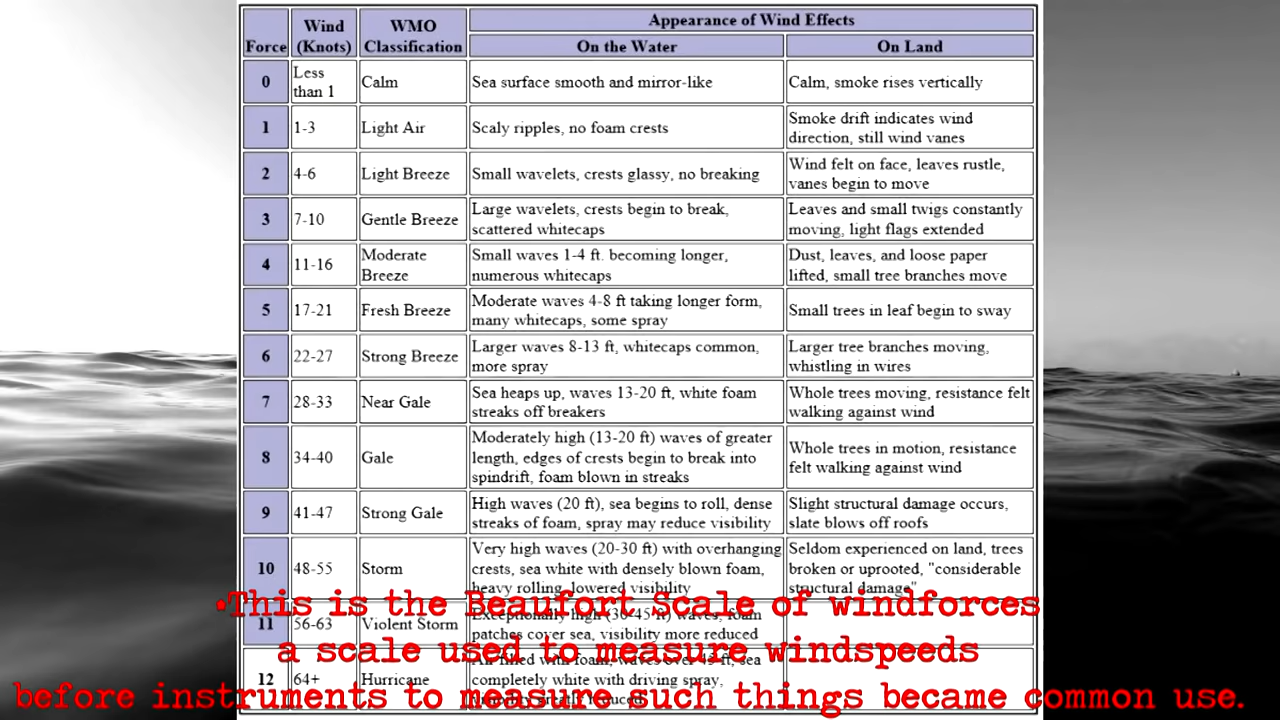 Appearance of Wind Effects
Force
Wind
(Knots)
WMO
Classification
On the Water
On Land
0
Less
than 1
Calm
Sea surface smooth and mirror-like
Calm, smoke rises vertically
1
1-3
Light Air
Scaly ripples, no foam crests
Smoke drift indicates wind
direction, still wind vanes
2
4-6
Light Breeze
Small wavelets, crests glassy, no breaking
Wind felt on face, leaves rustle,
vanes begin to move
3
7-10
Gentle Breeze
Large wavelets, crests begin to break,
scattered whitecaps
Leaves and small twigs constantly
moving, light flags extended
4
11-16
Moderate
Breeze
Small waves 1-4 ft. becoming longer,
numerous whitecaps
Dust, leaves, and loose paper
lifted, small tree branches move
5
17-21
Fresh Breeze
Moderate waves 4-8 ft taking longer form,
many whitecaps, some spray
Small trees in leaf begin to sway
6
22-27
Strong Breeze
Larger waves 8-13 ft, whitecaps common,
more spray
Larger tree branches moving,
whistling in wires
7
28-33
Near Gale
Sea heaps up, waves 13-20 ft, white foam
streaks off breakers
Whole trees moving, resistance felt
walking against wind
8
34-40
Gale
Moderately high (13-20 ft) waves of greater
length, edges of crests begin to break into
spindrift, foam blown in streaks
Whole trees in motion, resistance
felt walking against wind
9
41-47
Strong Gale
High waves (20 ft), sea begins to roll, dense
streaks of foam, spray may reduce visibility
Slight structural damage occurs,
slate blows off roofs
10
48-55
Storm
Very high waves (20-30 ft) with overhanging
crests, sea white with densely blown foam,
heavy rolling, lowered visibility
Seldom experienced on land, trees
broken or uprooted, "considerable
structural damage"
11
56-63
Violent Storm
Exceptionally high (30-45 ft) waves, foam
patches cover sea, visibility more reduced
12
64+
Hurricane
Air filled with foam, waves over 45 ft, sea
completely white with driving spray,
•This is the Beaufort Scale of windforces
a scale used to measure windspeeds
before instruments to measure such things became common use.